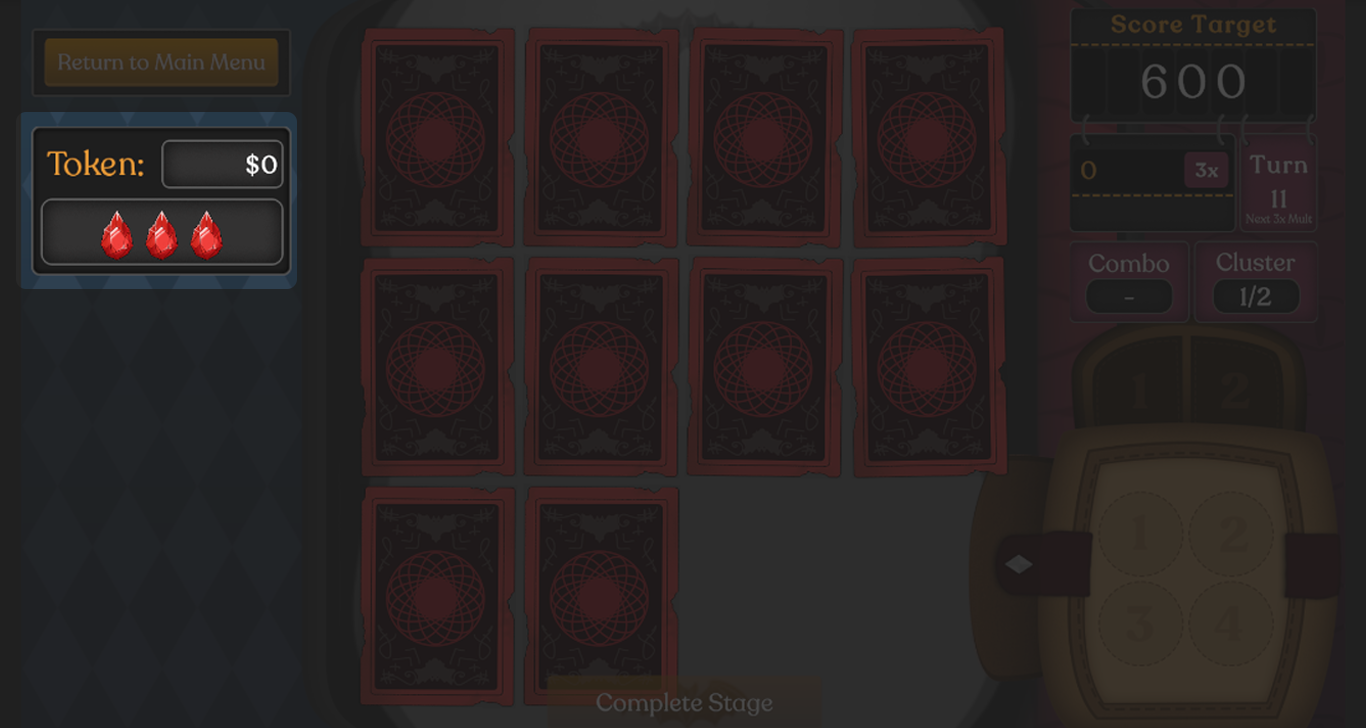 Return to Main Menu
Token: $0
Score Target
600
0 3x
Turn
11
Next 3x Mult
Combo
-
Cluster
1/2
1 2
1 2
3 4
Complete Stage